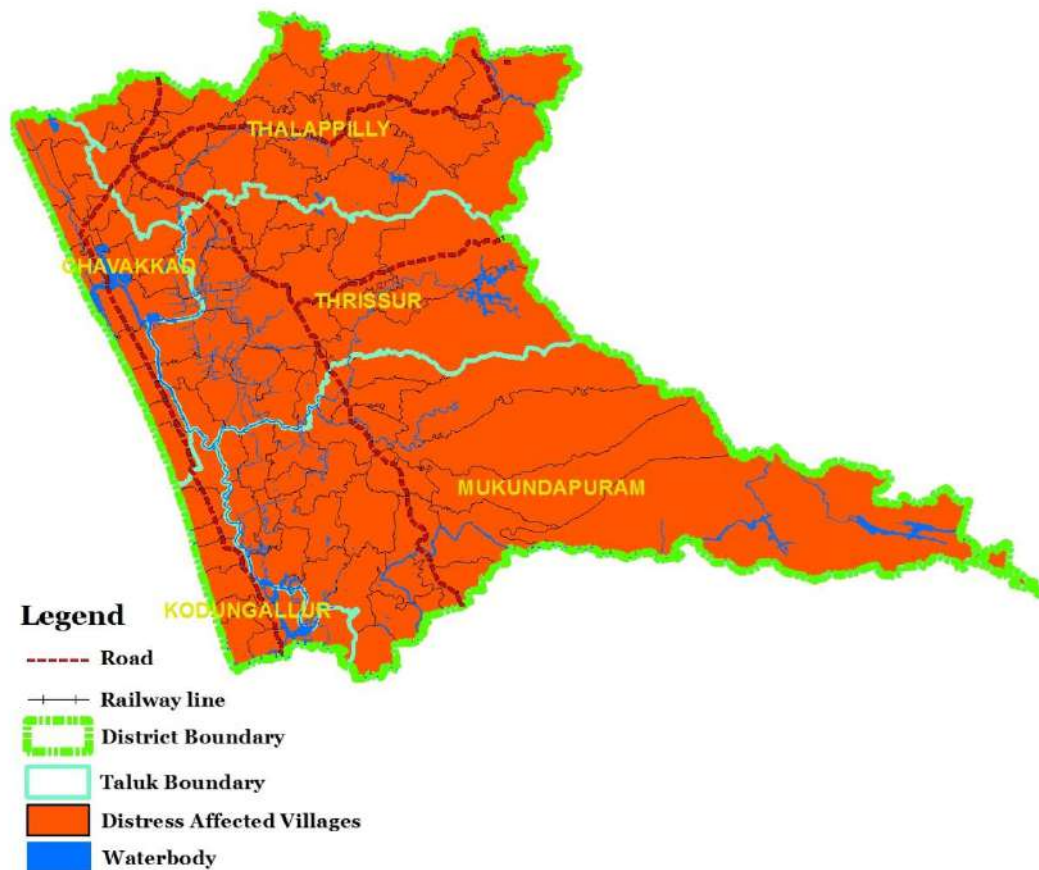 THALAPPILLY
CHAVAKKAD
THRISSUR
MUKUNDAPURAM
KODUNGALLUR
Legend
Road
Railway line
District Boundary
Taluk Boundary
Distress Affected Villages
Waterbody